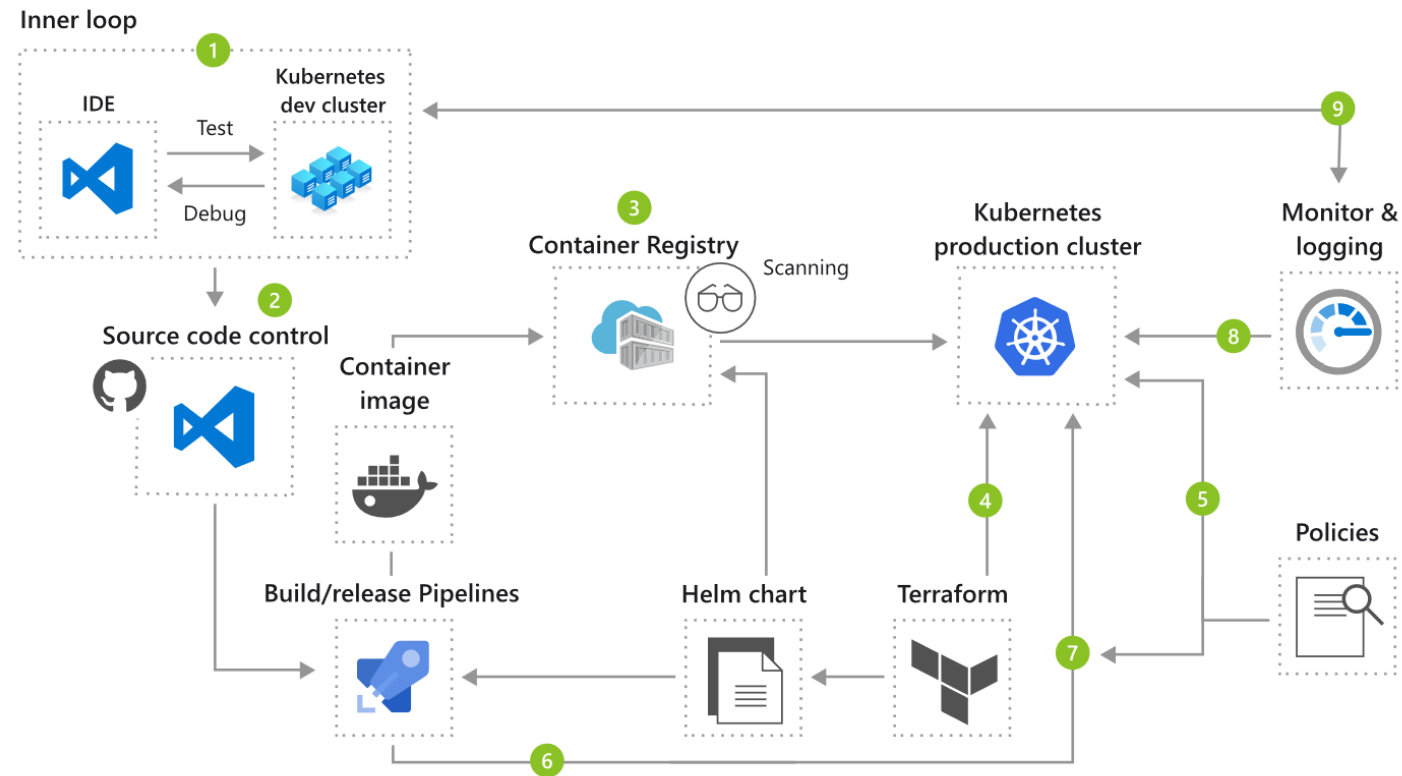 Inner loop
1
IDE
Kubernetes
dev cluster
Test
Debug
9
2
Source code control
3
Container Registry
Scanning
Kubernetes
production cluster
Monitor &
logging
8
Container
image
4
5
Policies
Build/release Pipelines
Helm chart
Terraform
7
6